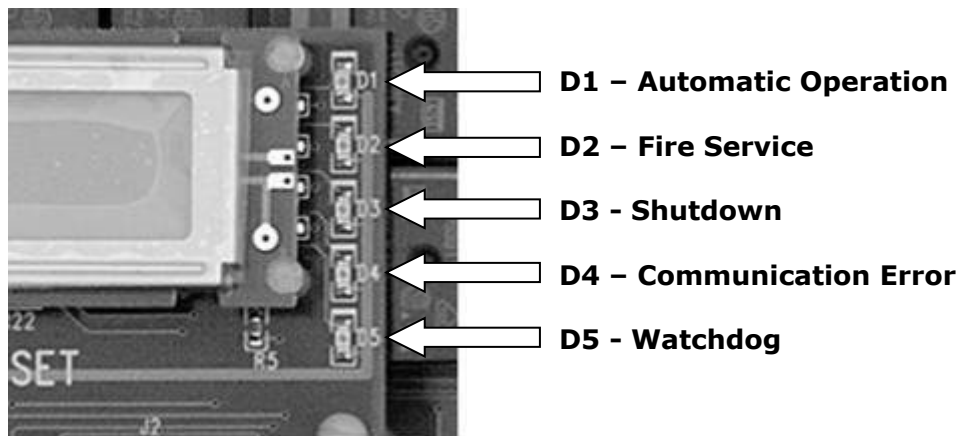 D1
D1 – Automatic Operation
D2
D2 – Fire Service
D3
D3 - Shutdown
D4
D4 – Communication Error
D5
D5 - Watchdog
22
R5
SET
J2